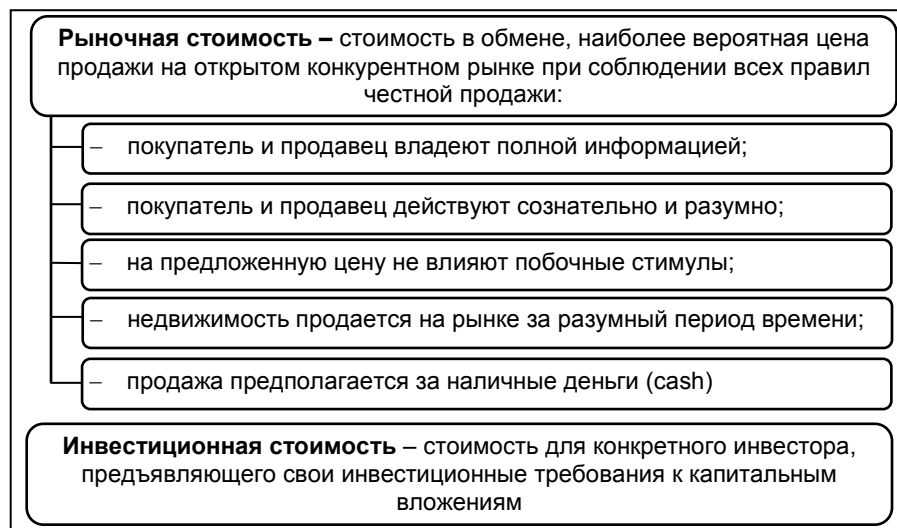 Рыночная стоимость – стоимость в обмене, наиболее вероятная цена
продажи на открытом конкурентном рынке при соблюдении всех правил
честной продажи:
– покупатель и продавец владеют полной информацией;
– покупатель и продавец действуют сознательно и разумно;
– на предложенную цену не влияют побочные стимулы;
– недвижимость продается на рынке за разумный период времени;
– продажа предполагается за наличные деньги (cash)
Инвестиционная стоимость – стоимость для конкретного инвестора,
предъявляющего свои инвестиционные требования к капитальным
вложениям